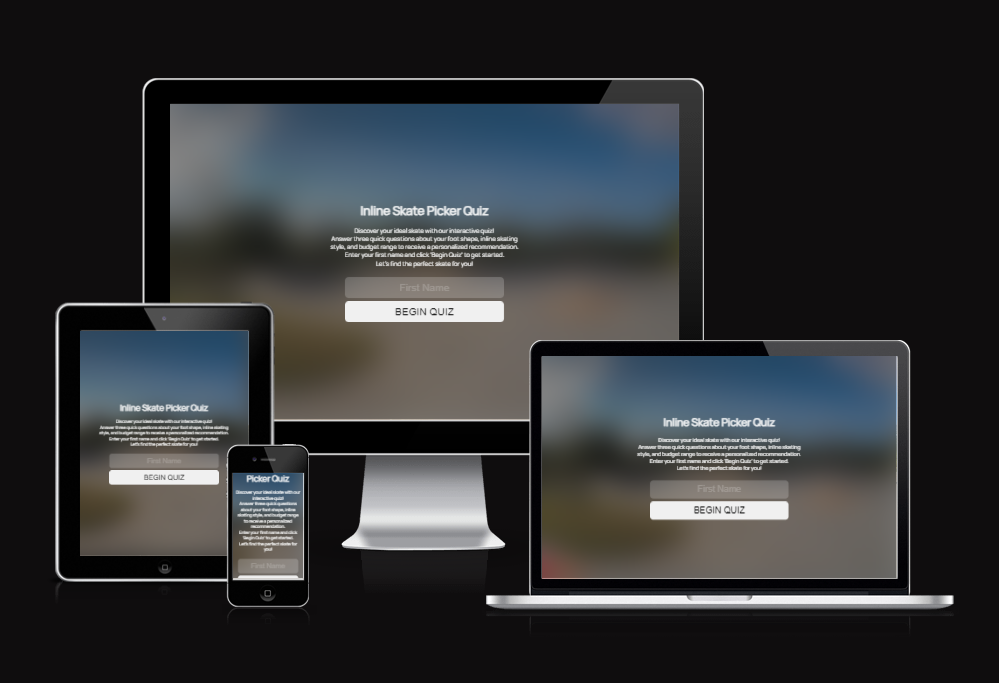 Inline Skate Picker Quiz
Discover your ideal skate with our interactive quiz!
Answer three quick questions about your foot shape, inline skating
style, and budget range to receive a personalized recommendation.
Enter your first name and click 'Begin Quiz' to get started.
Let's find the perfect skate for you!
First Name
BEGIN QUIZ
Inline Skate Picker Quiz
Discover your ideal skate with our interactive quiz!
Answer three quick questions about your foot shape, inline skating
style, and budget range to receive a personalized recommendation.
Enter your first name and click 'Begin Quiz' to get started.
Let's find the perfect skate for you!
First Name
BEGIN QUIZ
Picker Quiz
Discover your ideal skate with our
interactive quiz!
Answer three quick questions
about your foot shape, inline
skating style, and budget range
to receive a personalized
recommendation.
Enter your first name and click
'Begin Quiz' to get started.
Let's find the perfect skate for
you!
First Name
Inline Skate Picker Quiz
Discover your ideal skate with our interactive quiz!
Answer three quick questions about your foot shape, inline skating
style, and budget range to receive a personalized recommendation.
Enter your first name and click 'Begin Quiz' to get started.
Let's find the perfect skate for you!
First Name
BEGIN QUIZ